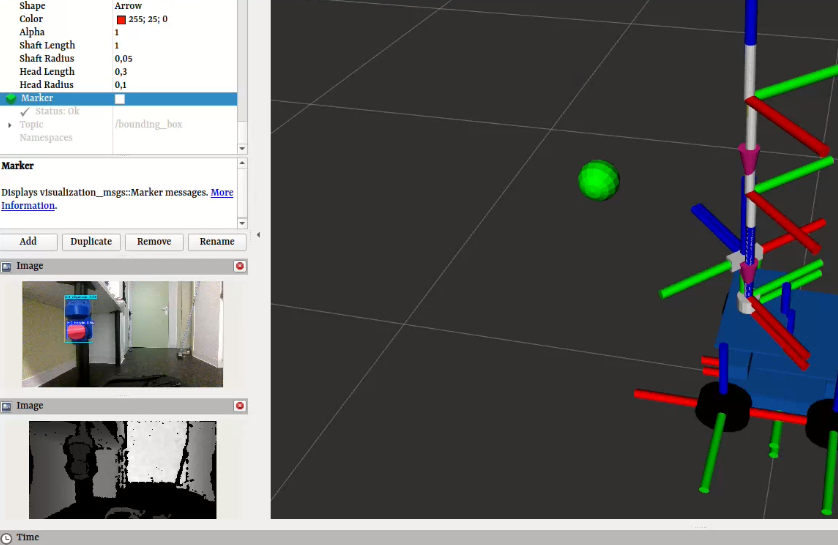 Shape Arrow
Color 255; 25; 0
Alpha 1
Shaft Length 1
Shaft Radius 0,05
Head Length 0,3
Head Radius 0,1
Marker
Status: Ok
Topic /bounding_box
Namespaces
Marker
Displays visualization_msgs::Marker messages. More
Information.
Add Duplicate Remove Rename
Image
Image
Time